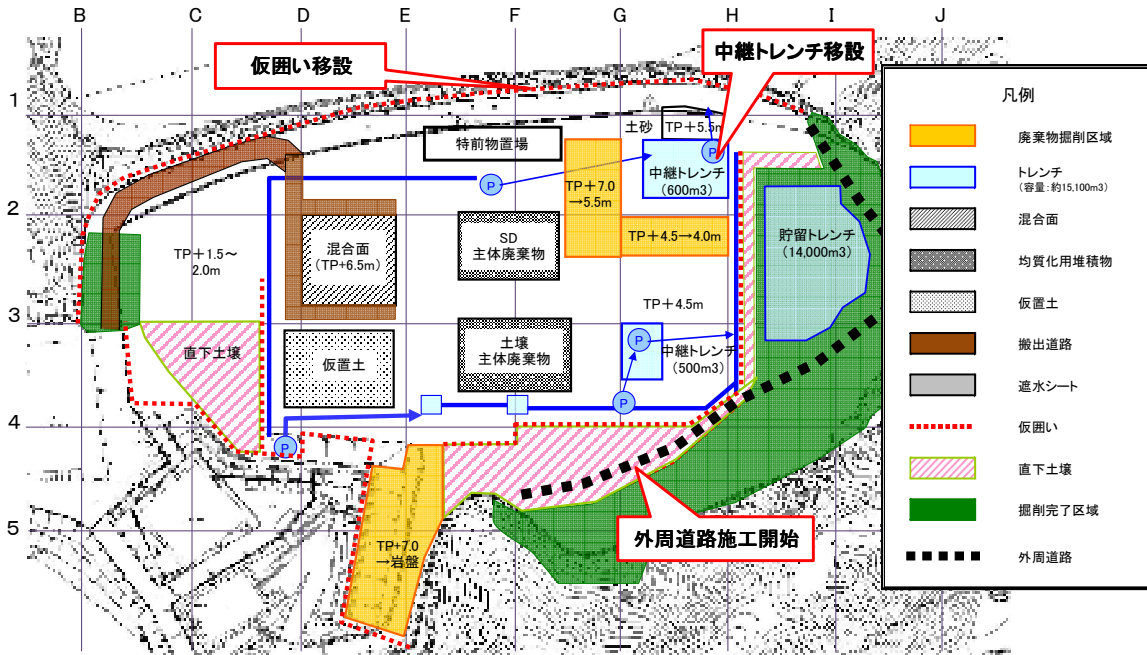 B C D E F G H I J
仮囲い移設
中継トレンチ移設
1
2
3
4
5
土砂
TP+5.5m
特前物置場
P
P
中継トレンチ
(600m3)
TP+7.0
→5.5m
TP+4.5→4.0m
TP+1.5~
2.0m
混合面
(TP+6.5m)
SD
主体廃棄物
貯留トレンチ
(14,000m3)
TP+4.5m
直下土壌
仮置土
土壌
主体廃棄物
P
中継トレンチ
(500m3)
P
P
TP+7.0
→岩盤
外周道路施工開始
凡例
廃棄物掘削区域
トレンチ
(容量:約15,100m3)
混合面
均質化用堆積物
仮置土
搬出道路
遮水シート
仮囲い
直下土壌
掘削完了区域
外周道路